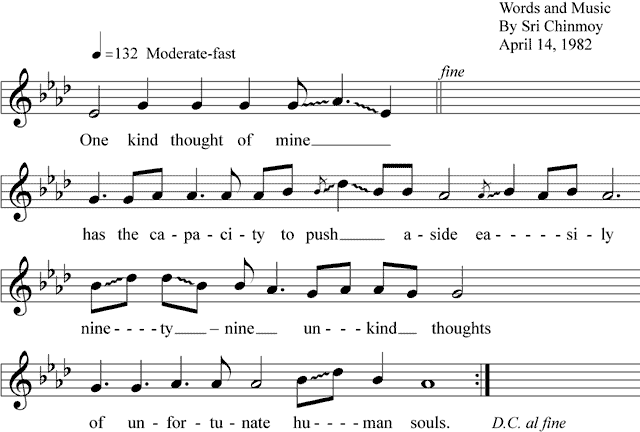 Words and Music
By Sri Chinmoy
April 14, 1982
=132 Moderate-fast
fine
One kind thought of mine
has the ca-pa-ci-ty to push a-side ea-----si-ly
nine----ty – nine un---kind thoughts
of un-for-tu-nate hu----man souls. D.C. al fine